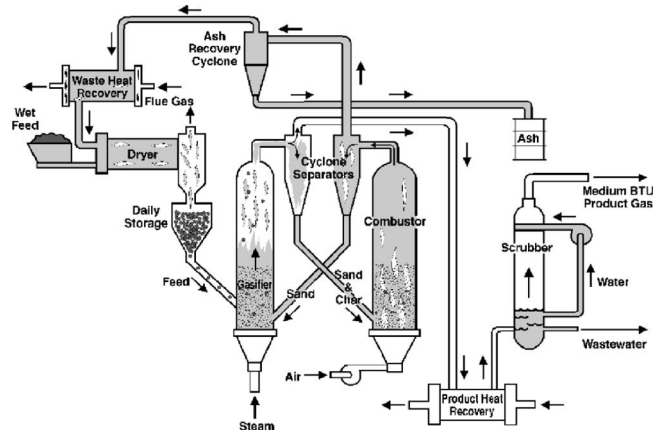 Ash
Recovery
Cyclone
Waste Heat
Recovery
Flue Gas
Wet
Feed
Dryer
Ash
Cyclone
Separators
Medium BTU
Product Gas
Daily
Storage
Combustor
Scrubber
Gasifier
Feed
Sand
Sand
&
Char
Water
Wastewater
Air
Product Heat
Recovery
Steam